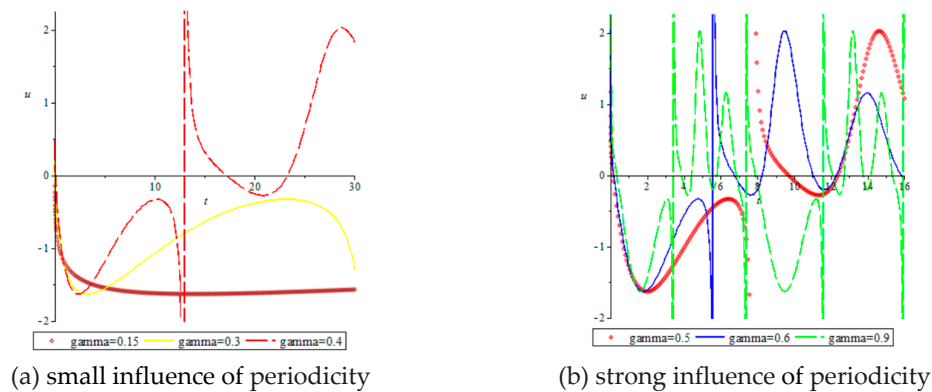 2
u
1
0
10
20
30
t
-1
-2
gamma=0.15 gamma=0.3 gamma=0.4
(a) small influence of periodicity
2
u
1
0
2 4 6 8 10 12 14 16
t
-1
-2
gamma=0.5 gamma=0.6 gamma=0.9
(b) strong influence of periodicity